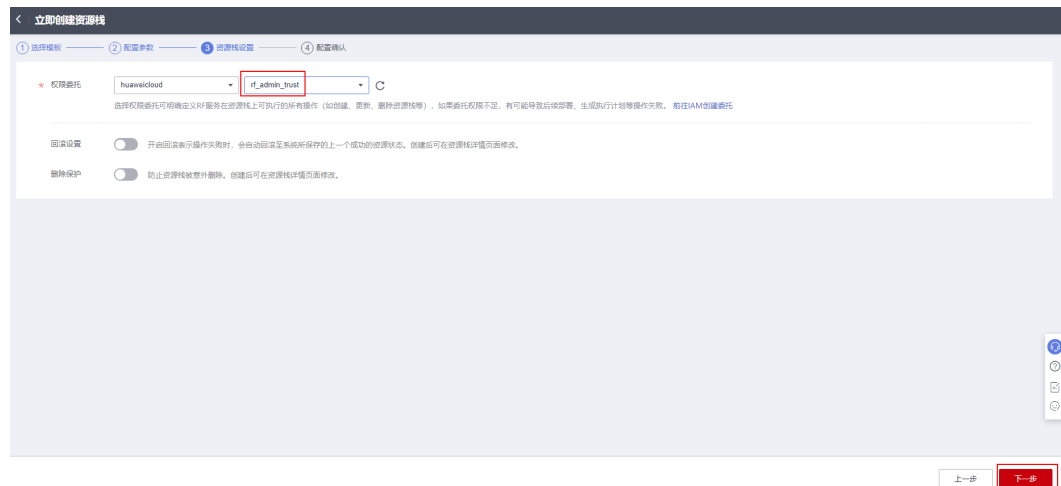 < 立即创建资源栈
1 选择模板 2 配置参数 3 资源栈设置 4 配置确认
* 权限委托 huaweicloud rf_admin_trust
选择权限委托可明确定义RF服务在资源栈上可执行的所有操作（如创建、更新、删除资源栈等），如果委托权限不足，有可能导致后续部署、生成执行计划等操作失败。 前往IAM创建委托
回滚设置 开启回滚表示操作失败时，会自动回滚至系统所保存的上一个成功的资源状态。创建后可在资源栈详情页面修改。
删除保护 防止资源栈被意外删除。创建后可在资源栈详情页面修改。
上一步 下一步